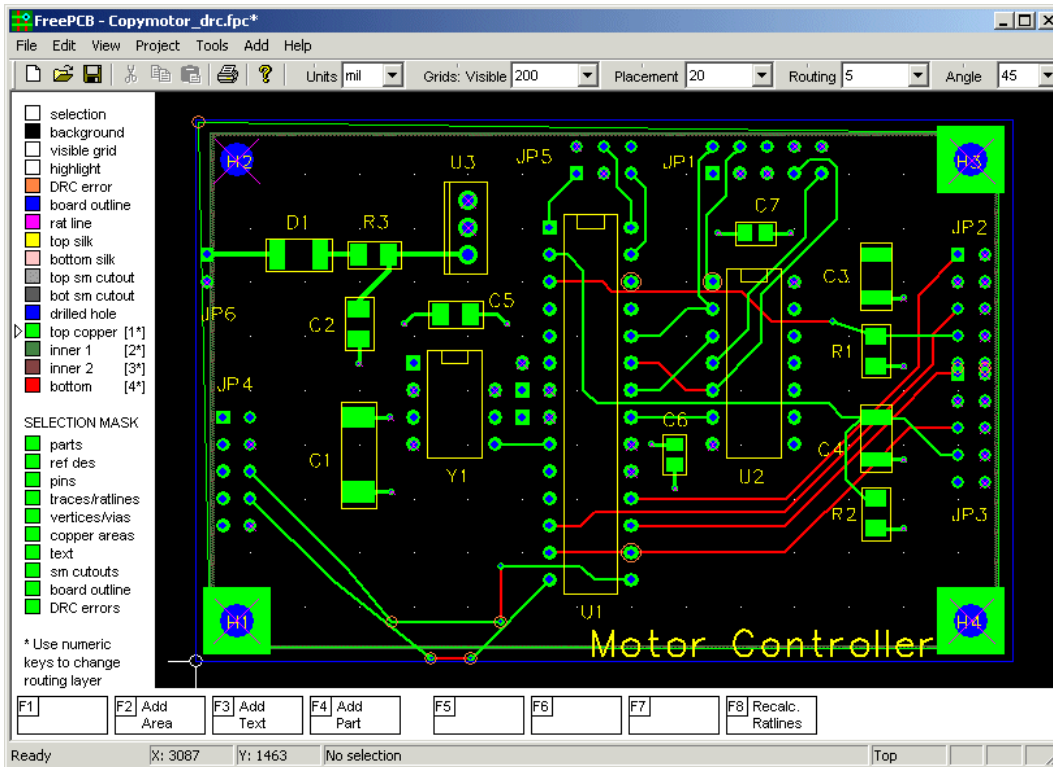 FreePCB - Copymotor_drc.fpc*
File Edit View Project Tools Add Help
Units mil Grids: Visible 200 Placement 20 Routing 5 Angle 45
selection
background
visible grid
highlight
DRC error
board outline
rat line
top silk
bottom silk
top sm cutout
bot sm cutout
drilled hole
top copper [1*]
inner 1 [2*]
inner 2 [3*]
bottom [4*]
SELECTION MASK
parts
ref des
pins
traces/ratlines
vertices/vias
copper areas
text
sm cutouts
board outline
DRC errors
* Use numeric
keys to change
routing layer
H2 U3 JP5 JP1 H3
D1 R3 C7 JP2
C3
JP6 C2 C5
R1
JP4
C6
C1 Y1 U2 C4
R2 JP3
U1
H1 H4
Motor Controller
F1 F2 Add Area F3 Add Text F4 Add Part F5 F6 F7 F8 Recalc. Ratlines
Ready X: 3087 Y: 1463 No selection Top